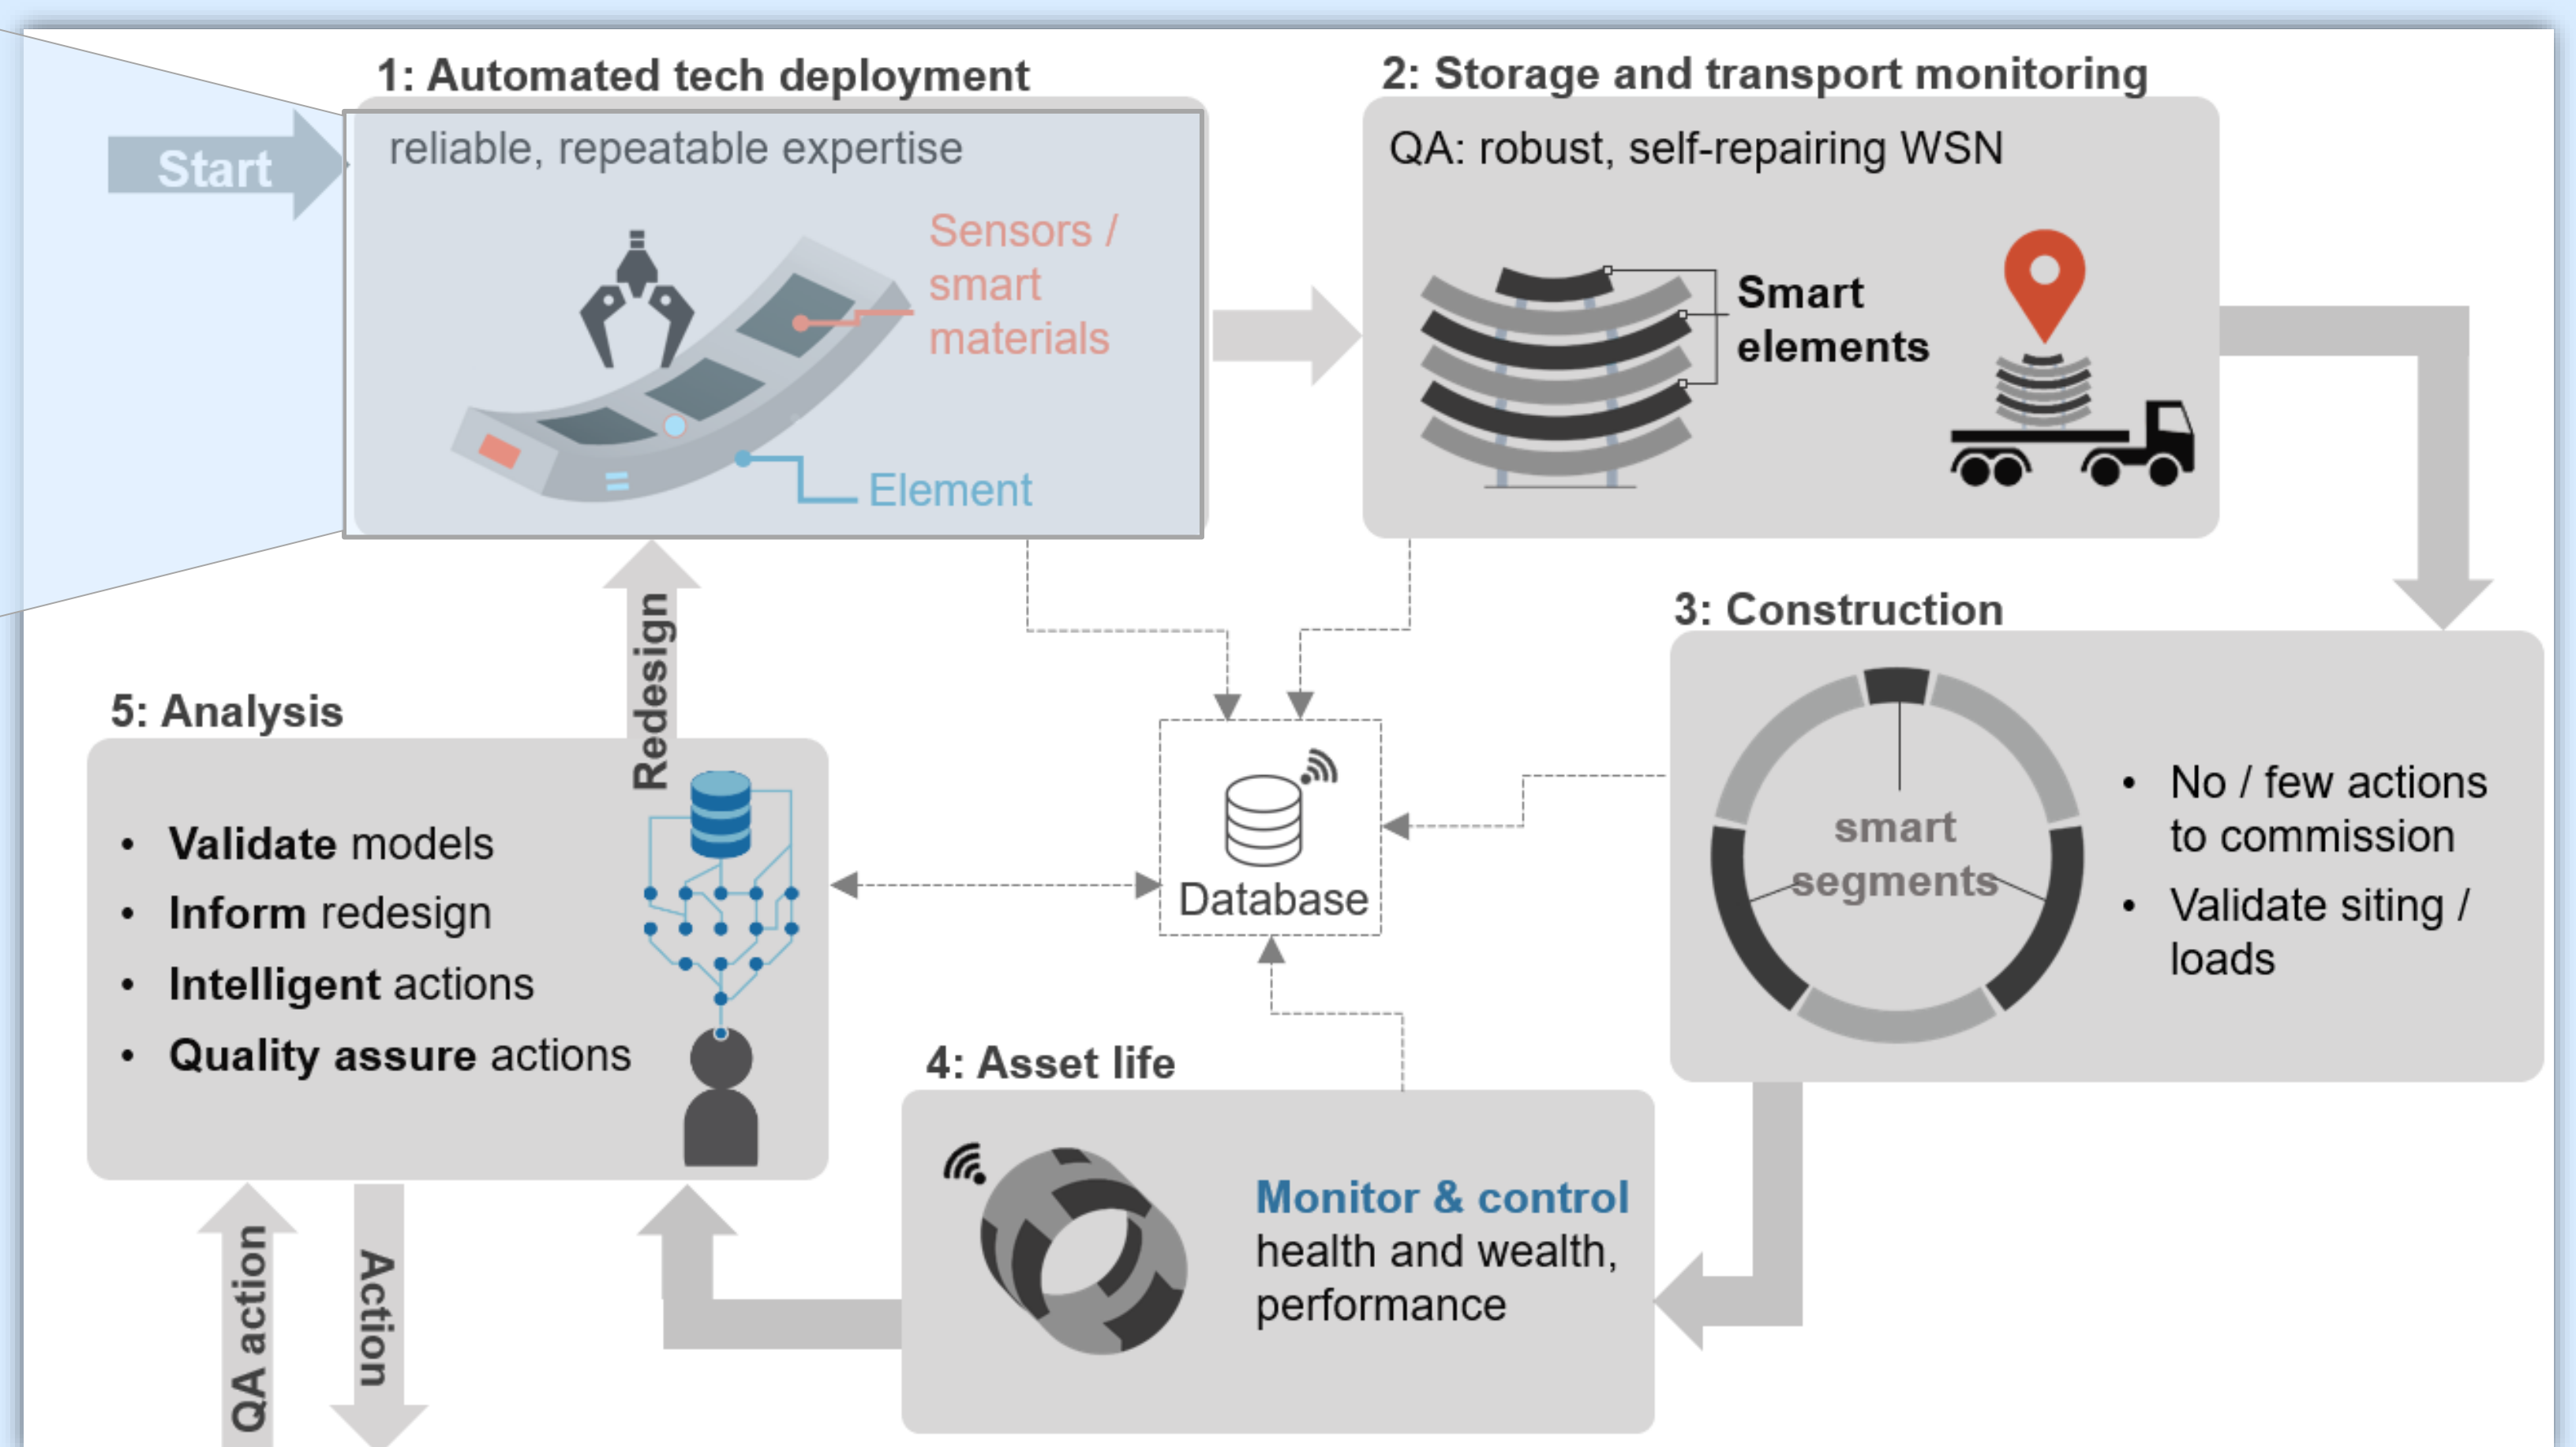 1: Automated tech deployment
Start
reliable, repeatable expertise
Sensors /
smart
materials
Element
2: Storage and transport monitoring
QA: robust, self-repairing WSN
Smart
elements
3: Construction
smart
segments
• No / few actions
to commission
• Validate siting /
loads
Database
4: Asset life
Monitor & control
health and wealth,
performance
5: Analysis
• Validate models
• Inform redesign
• Intelligent actions
• Quality assure actions
Redesign
QA action
Action